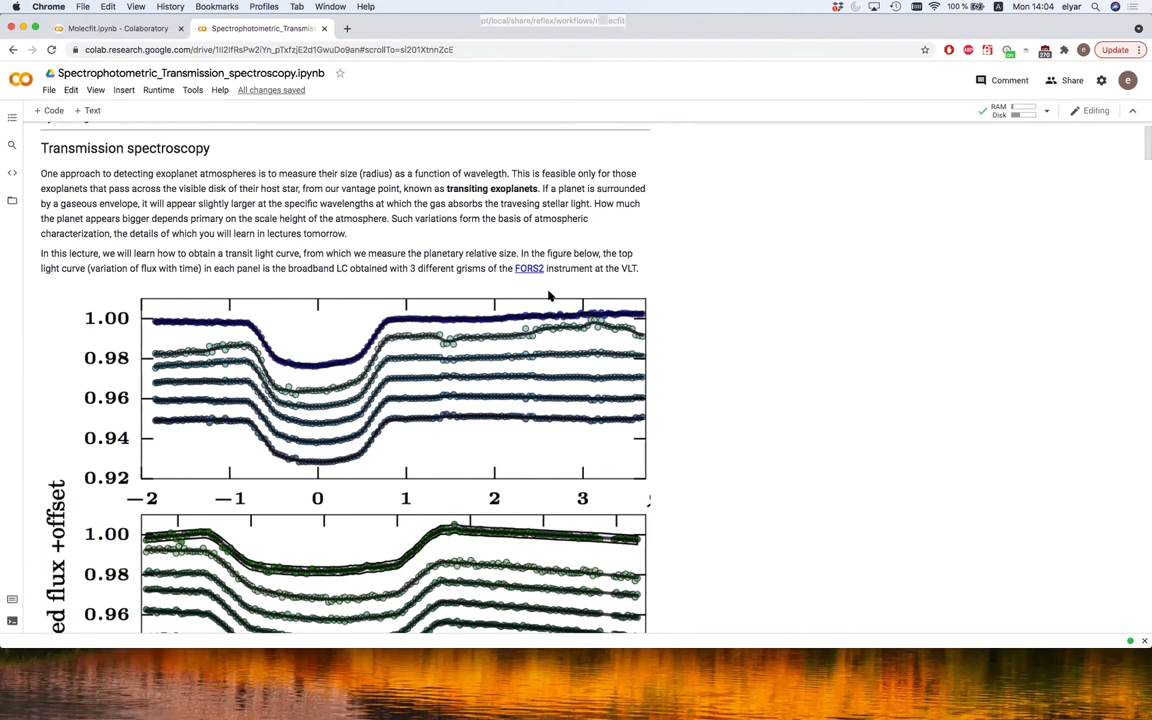 Chrome File Edit View History Bookmarks Profiles Tab Window Help 100 % A Mon 14:04 elyar
pt/local/share/reflex/workflows/
Molecfit.ipynb - Colaboratory
Spectrophotometric_Transmis
colab.research.google.com/drive/
Update
Spectrophotometric_Transmission_spectroscopy.ipynb
Comment Share e
File Edit View Insert Runtime Tools Help All changes saved
+ Code + Text RAM Disk Editing
Transmission spectroscopy
One approach to detecting exoplanet atmospheres is to measure their size (radius) as a function of wavelegth. This is feasible only for those
exoplanets that pass across the visible disk of their host star, from our vantage point, known as transiting exoplanets. If a planet is surrounded
by a gaseous envelope, it will appear slightly larger at the specific wavelengths at which the gas absorbs the travesing stellar light. How much
the planet appears bigger depends primary on the scale height of the atmosphere. Such variations form the basis of atmospheric
characterization, the details of which you will learn in lectures tomorrow.
In this lecture, we will learn how to obtain a transit light curve, from which we measure the planetary relative size. In the figure below, the top
light curve (variation of flux with time) in each panel is the broadband LC obtained with 3 different grisms of the FORS2 instrument at the VLT.
1.00
0.98
0.96
0.94
0.92
−2 −1 0 1 2 3
1.00
0.98
0.96
ed flux +offset